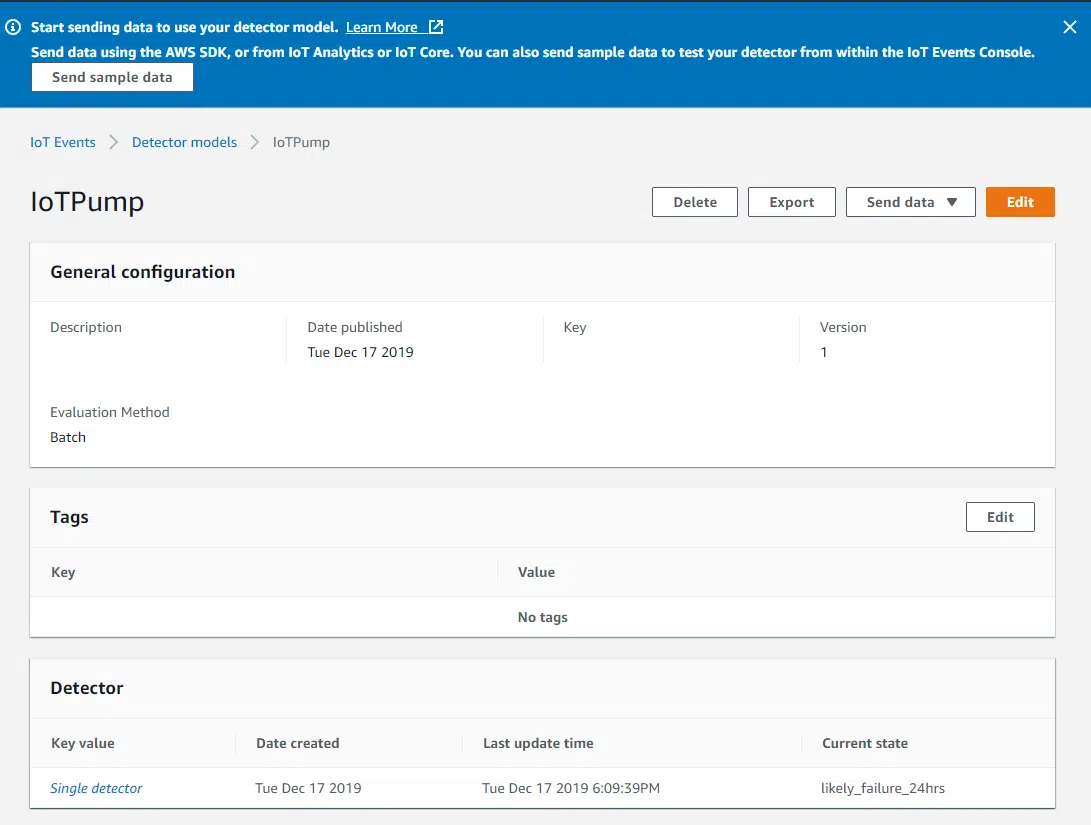 Start sending data to use your detector model. Learn More
Send data using the AWS SDK, or from IoT Analytics or IoT Core. You can also send sample data to test your detector from within the IoT Events Console.
Send sample data
IoT Events > Detector models > IoTPump
IoTPump
Delete Export Send data Edit
General configuration
Description Date published Key Version
Tue Dec 17 2019 1
Evaluation Method
Batch
Tags Edit
Key Value
No tags
Detector
Key value Date created Last update time Current state
Single detector Tue Dec 17 2019 Tue Dec 17 2019 6:09:39PM likely_failure_24hrs